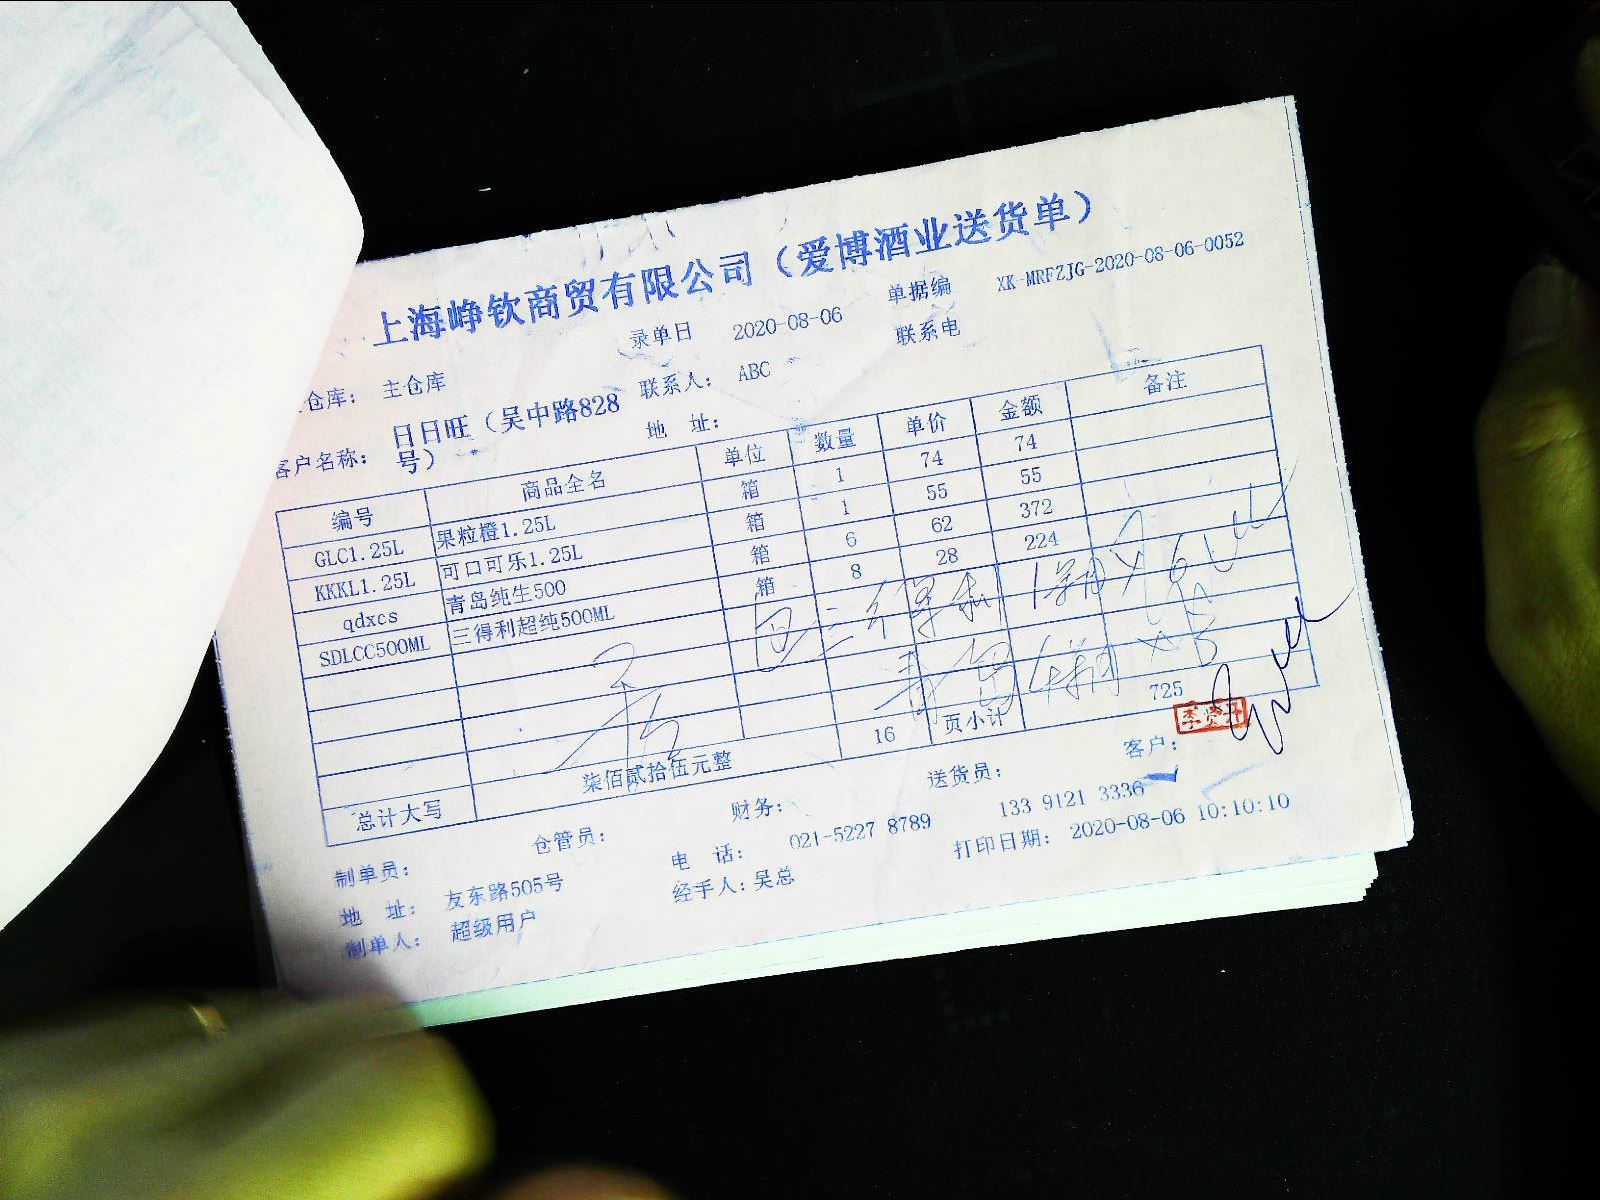 上海峥钦商贸有限公司（爱博酒业送货单）
录单日 2020-08-06 单据编 XK-MRFZJG-2020-08-06-0052
仓库： 主仓库 联系人： ABC 联系电
客户名称： 日日旺（吴中路828号） 地 址：
编号 商品全名 单位 数量 单价 金额 备注
GLC1.25L 果粒橙1.25L 箱 1 74 74
KKKL1.25L 可口可乐1.25L 箱 1 55 55
qdxcs 青岛纯生500 箱 6 62 372
SDLCC500ML 三得利超纯500ML 箱 8 28 224
16 页小计 725
总计大写 柒佰贰拾伍元整
制单员： 仓管员： 财务： 送货员： 客户：
李贤丹
地 址： 友东路505号 电 话： 021-5227 8789 133 9121 3336
制单人： 超级用户 经手人：吴总 打印日期： 2020-08-06 10:10:10